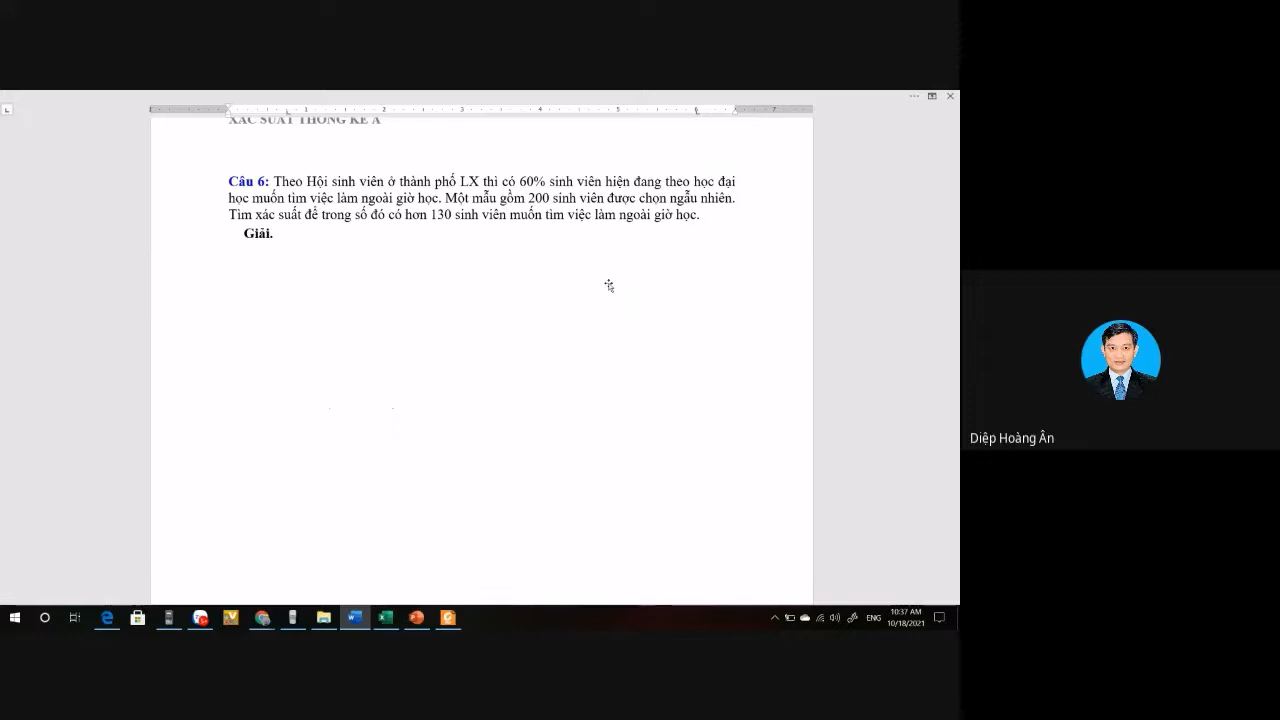 XÁC SUẤT THỐNG KÊ A
Câu 6: Theo Hội sinh viên ở thành phố LX thì có 60% sinh viên hiện đang theo học đại
học muốn tìm việc làm ngoài giờ học. Một mẫu gồm 200 sinh viên được chọn ngẫu nhiên.
Tìm xác suất để trong số đó có hơn 130 sinh viên muốn tìm việc làm ngoài giờ học.
Giải.
Diệp Hoàng Ân
ENG
10:37 AM
10/18/2021